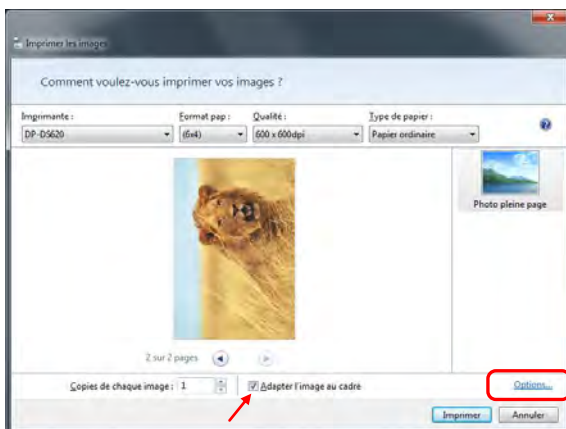 Imprimer les images
Comment voulez-vous imprimer vos images ?
Imprimante : Format pap : Qualité : Type de papier :
DP-DS620 (6x4) 600 x 600dpi Papier ordinaire
Photo pleine page
2 sur 2 pages
Copies de chaque image : 1 Adapter l'image au cadre Options...
Imprimer Annuler